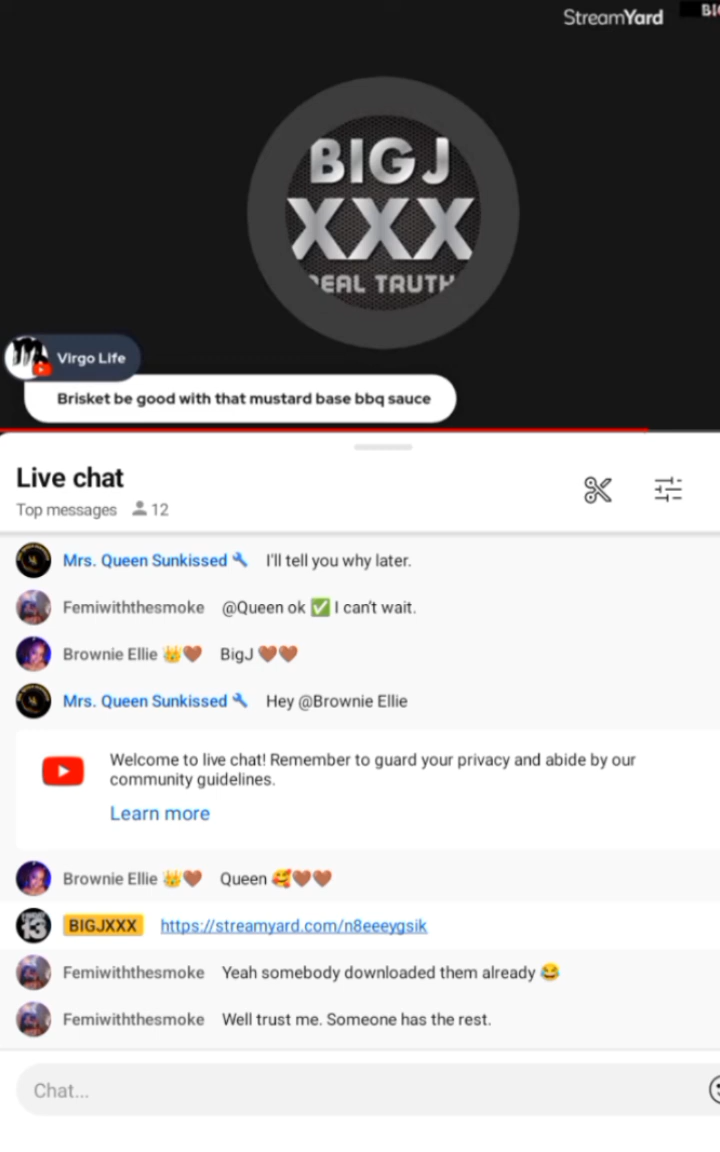 StreamYard
BIGJ
XXX
REAL TRUTH
Virgo Life
Brisket be good with that mustard base bbq sauce
Live chat
Top messages 12
Mrs. Queen Sunkissed I'll tell you why later.
Femiwiththesmoke @Queen ok ✅ I can't wait.
Brownie Ellie 👑🤎 BigJ 🤎🤎
Mrs. Queen Sunkissed Hey @Brownie Ellie
Welcome to live chat! Remember to guard your privacy and abide by our
community guidelines.
Learn more
Brownie Ellie 👑🤎 Queen 🥰🤎🤎
13 BIGJXXX https://streamyard.com/n8eeeygsik
Femiwiththesmoke Yeah somebody downloaded them already 😂
Femiwiththesmoke Well trust me. Someone has the rest.
Chat...